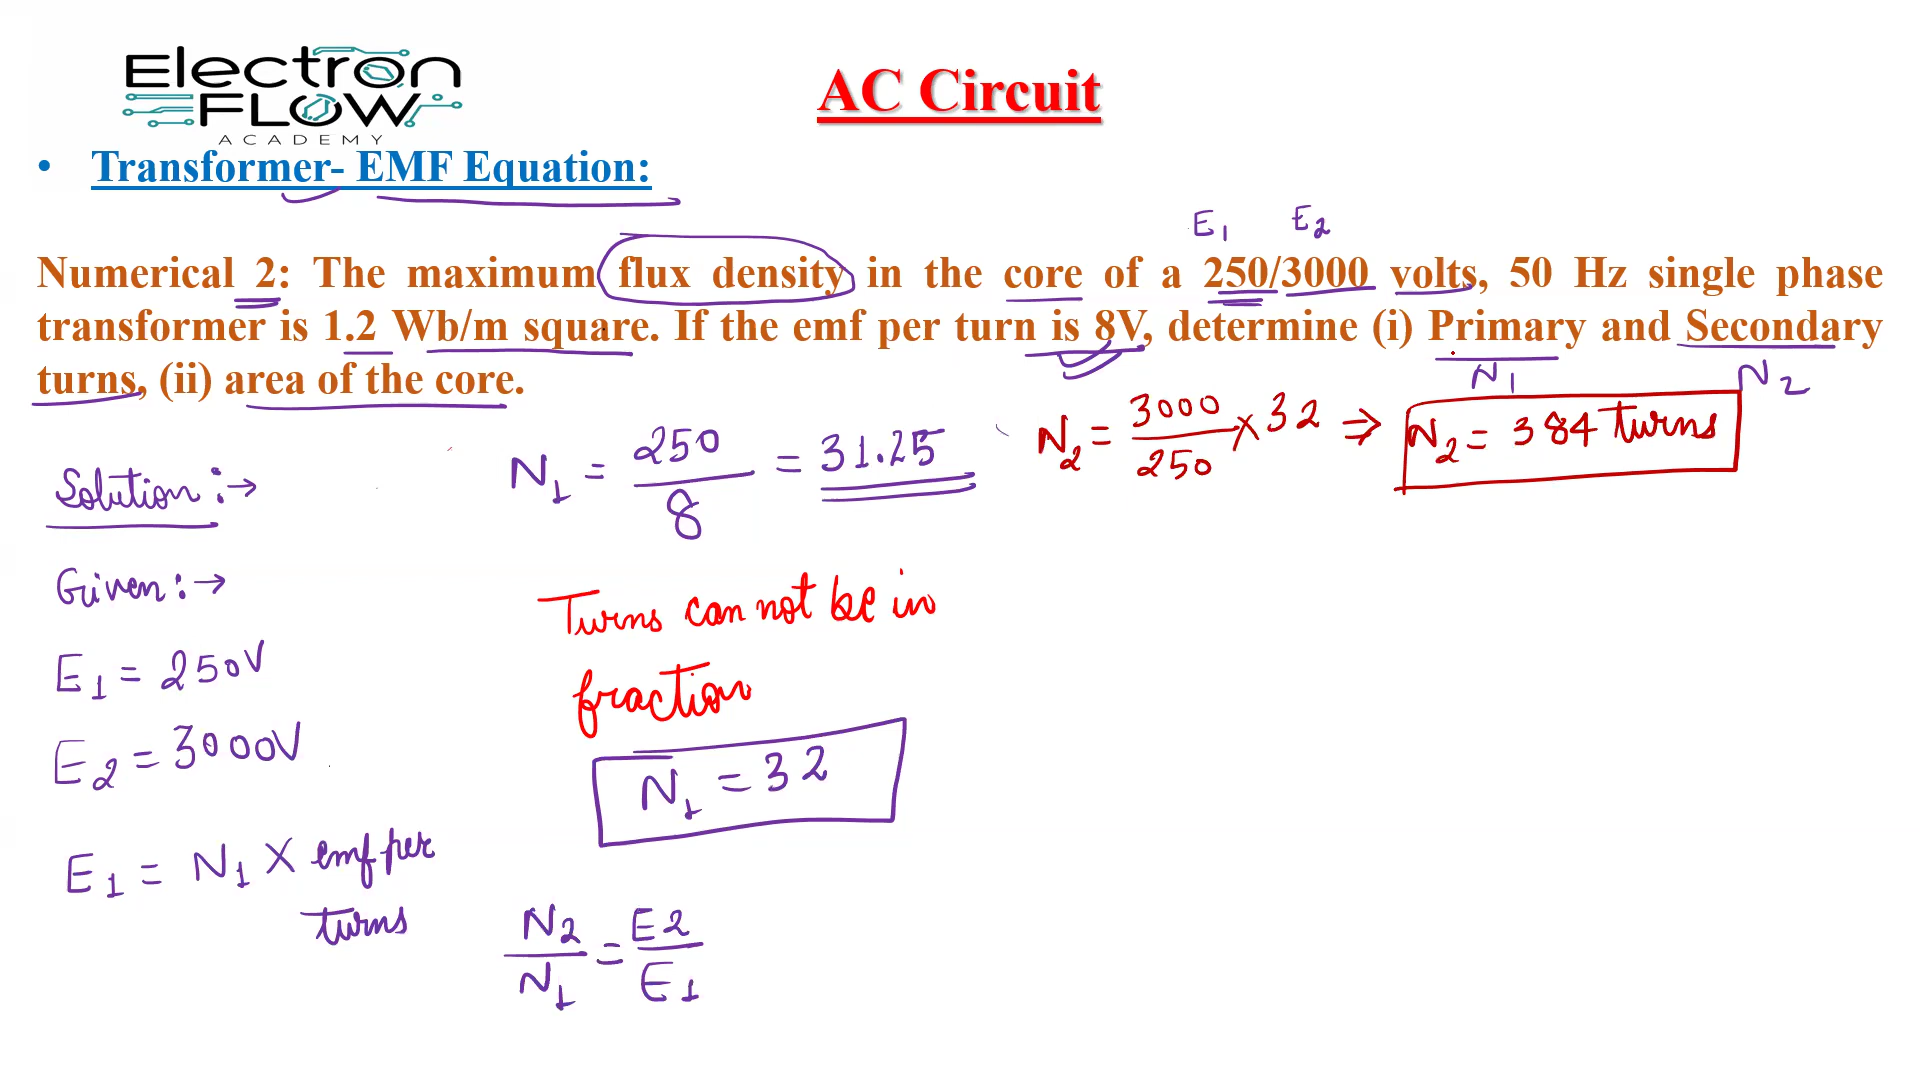 Electron
FLOW
ACADEMY
AC Circuit
• Transformer- EMF Equation:
E1 E2
Numerical 2: The maximum flux density in the core of a 250/3000 volts, 50 Hz single phase
transformer is 1.2 Wb/m square. If the emf per turn is 8V, determine (i) Primary and Secondary
turns, (ii) area of the core.
N1 N2
Solution:→
Given:→
E1 = 250V
E2 = 3000V
E1 = N1 X emf per
turns
N1 = 250/8 = 31.25
Turns can not be in
fraction
N1 = 32
N2/N1 = E2/E1
N2 = 3000/250 × 32 ⇒ N2 = 384 turns